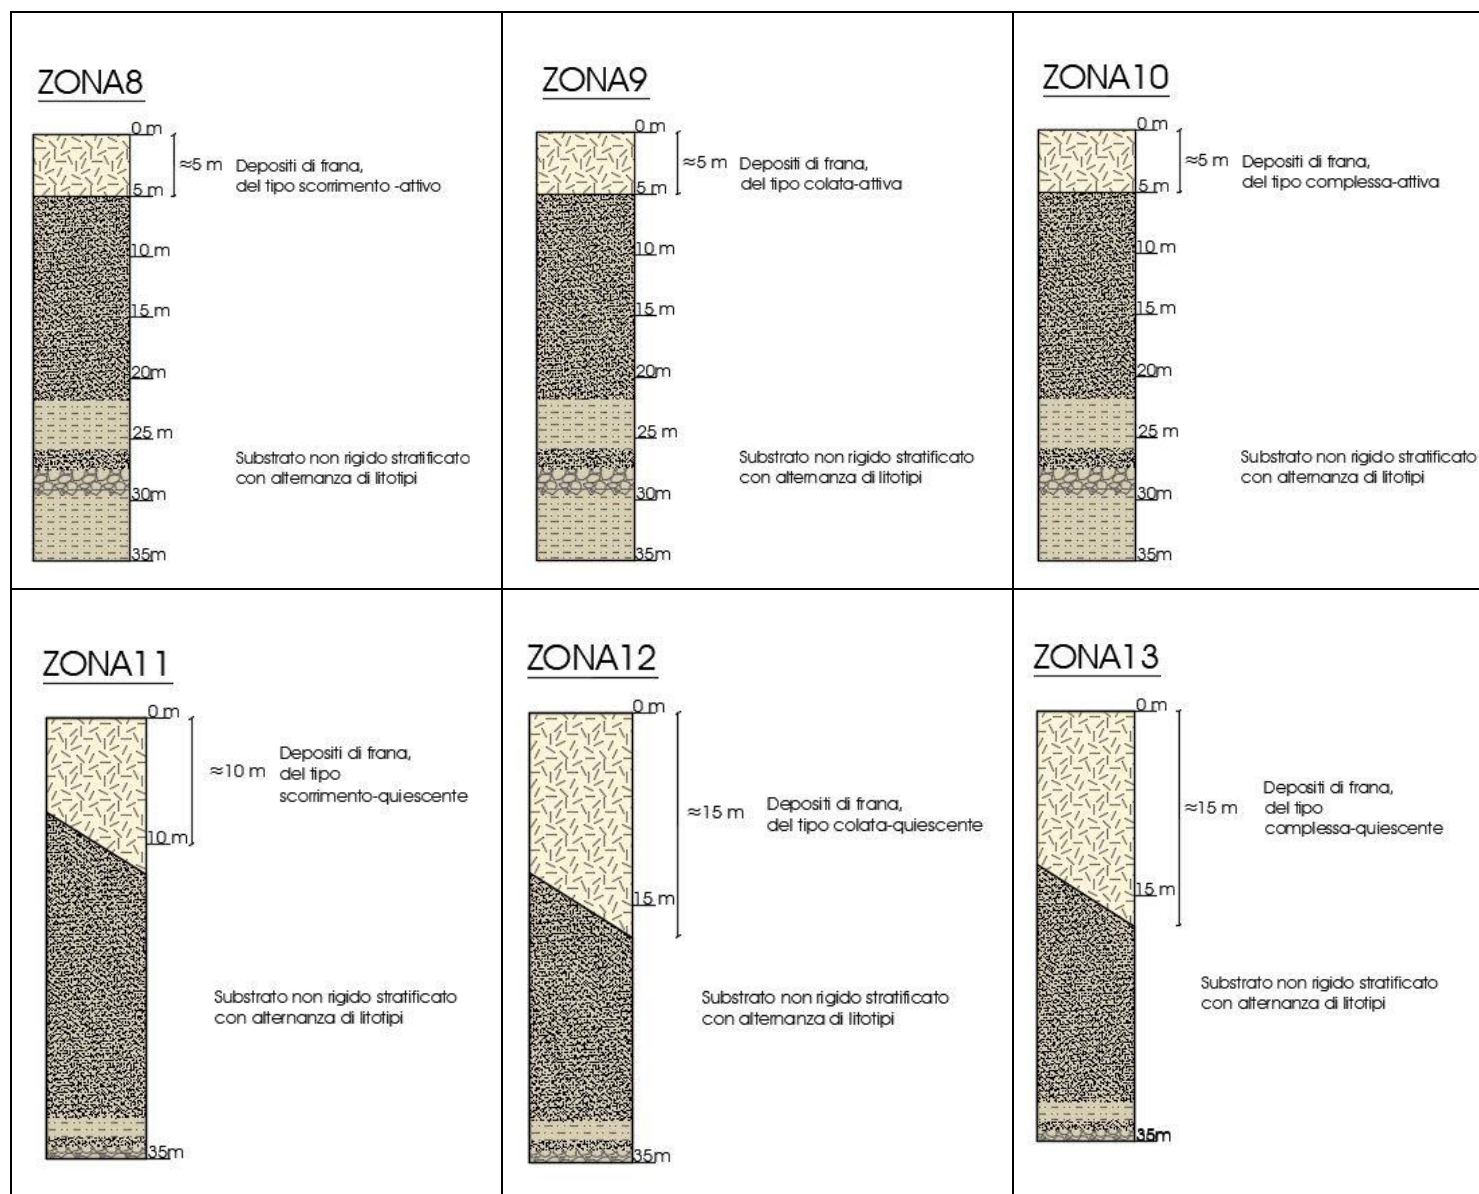 ZONA8
0 m
≈5 m
Depositi di frana,
del tipo scorrimento -attivo
5 m
10 m
15 m
20m
25 m
Substrato non rigido stratificato
con alternanza di litotipi
30m
35m
ZONA9
0 m
≈5 m
Depositi di frana,
del tipo colata-attiva
5 m
10 m
15 m
20m
25 m
Substrato non rigido stratificato
con alternanza di litotipi
30m
35m
ZONA10
0 m
≈5 m
Depositi di frana,
del tipo complessa-attiva
5 m
10 m
15 m
20m
25 m
Substrato non rigido stratificato
con alternanza di litotipi
30m
35m
ZONA11
0 m
≈10 m
Depositi di frana,
del tipo
scorrimento-quiescente
10 m
Substrato non rigido stratificato
con alternanza di litotipi
35m
ZONA12
0 m
≈15 m
Depositi di frana,
del tipo colata-quiescente
15 m
Substrato non rigido stratificato
con alternanza di litotipi
35m
ZONA13
0 m
≈15 m
Depositi di frana,
del tipo
complessa-quiescente
15 m
Substrato non rigido stratificato
con alternanza di litotipi
35m